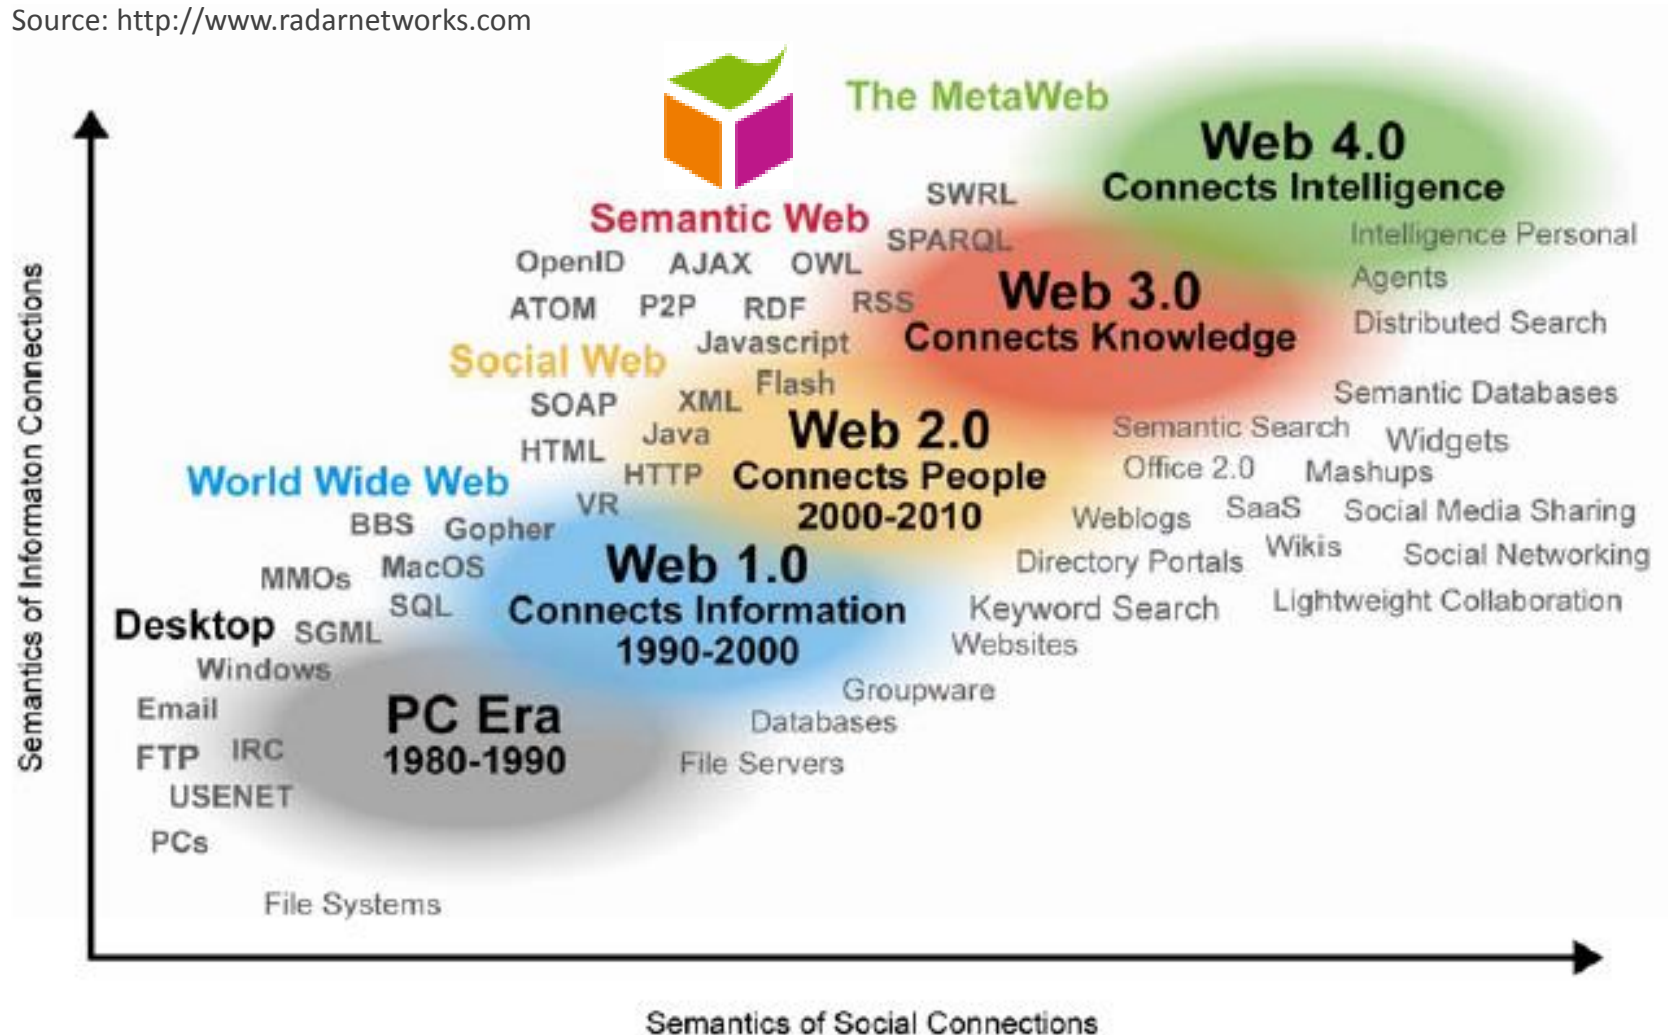 Source: http://www.radarnetworks.com
The MetaWeb
Web 4.0
Connects Intelligence
SWRL
Semantic Web
SPARQL
Intelligence Personal
Agents
OpenID AJAX OWL
Web 3.0
Connects Knowledge
ATOM P2P RDF RSS
Distributed Search
Javascript
Social Web
Flash
Semantic Databases
SOAP XML
Web 2.0
Connects People
2000-2010
Java
Semantic Search
Widgets
HTML
HTTP
Office 2.0
Mashups
World Wide Web
VR
Weblogs
SaaS
Social Media Sharing
BBS Gopher
Web 1.0
Connects Information
1990-2000
Directory Portals
Wikis
Social Networking
MMOs
MacOS
SQL
Keyword Search
Lightweight Collaboration
Desktop
SGML
Websites
Windows
Groupware
Email
PC Era
1980-1990
Databases
FTP
IRC
File Servers
USENET
PCs
File Systems
Semantics of Informaton Connections
Semantics of Social Connections